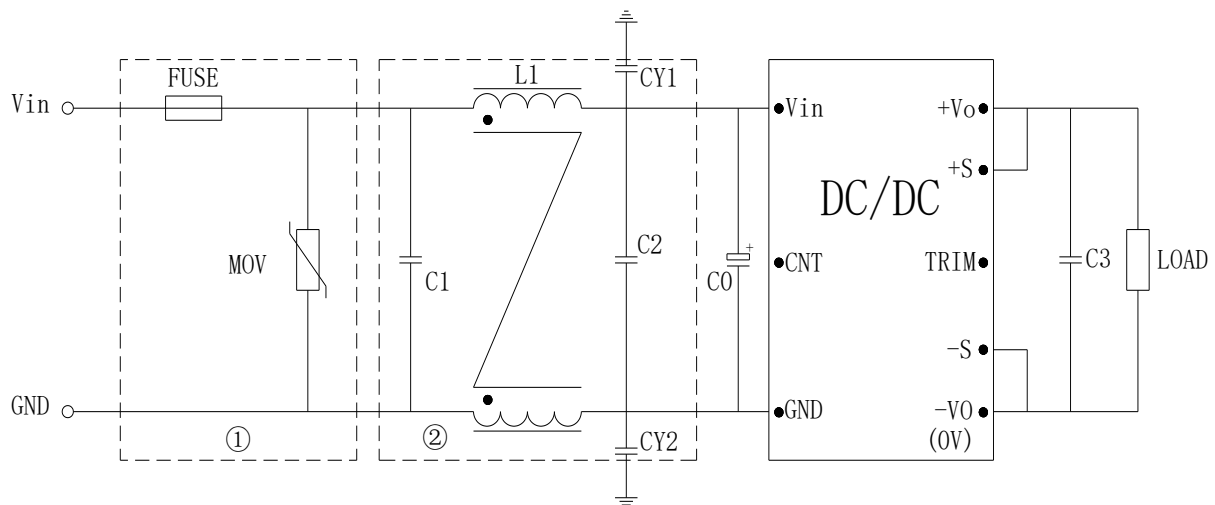 FUSE
L1
CY1
Vin
Vin
+Vo
+S
DC/DC
MOV
C1
C2
+
C0
CNT
TRIM
C3
LOAD
-S
GND
①
②
CY2
GND
-VO
(0V)